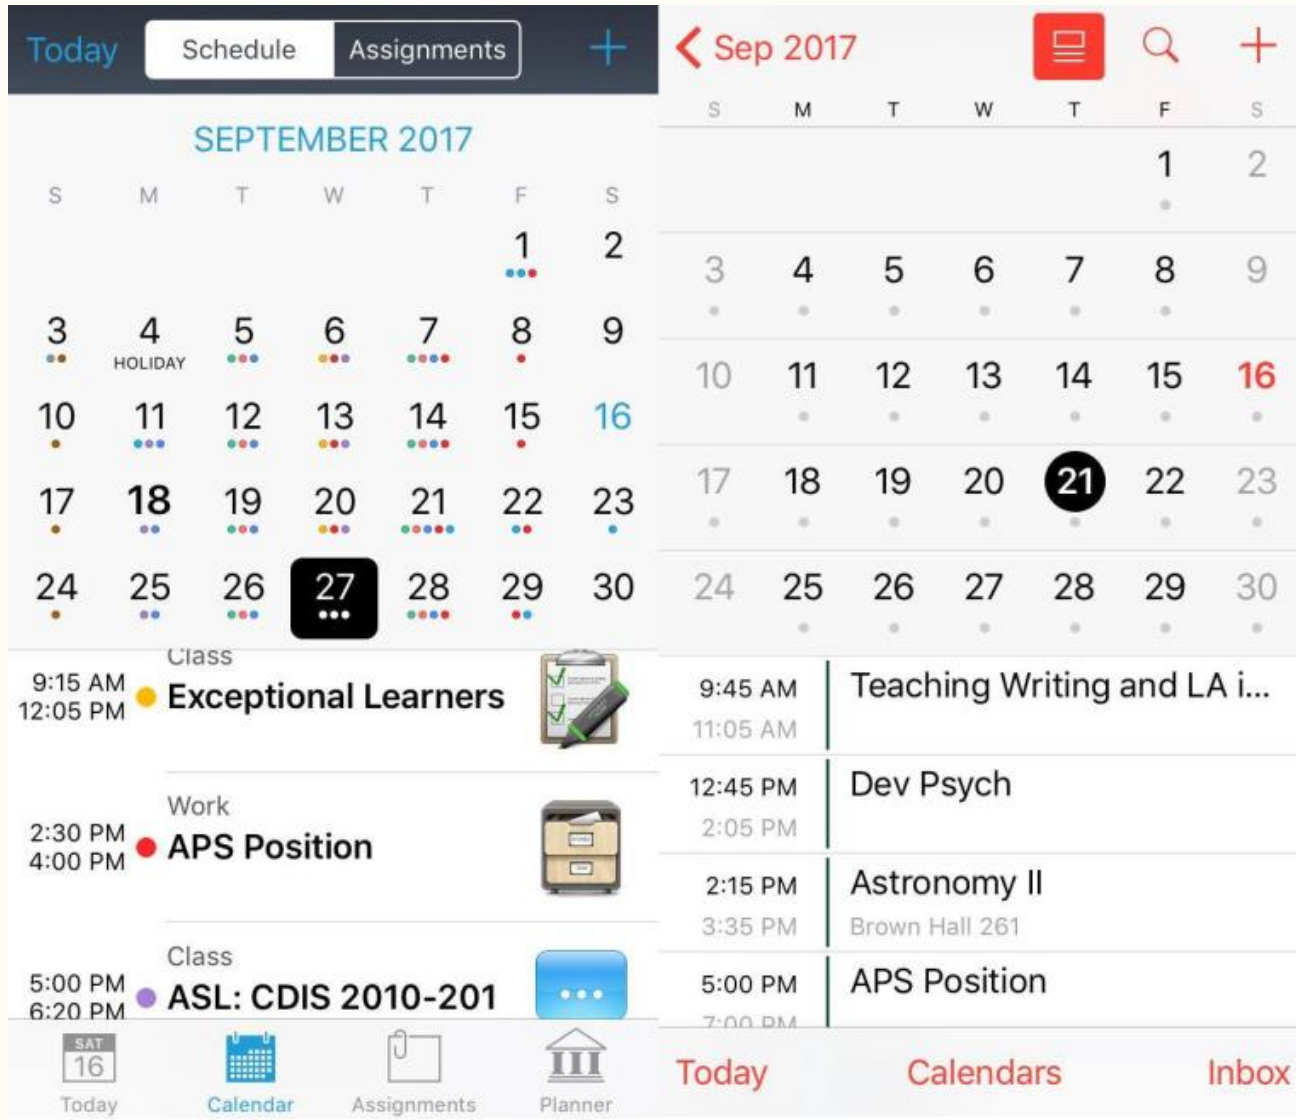 Today Schedule Assignments +
SEPTEMBER 2017
S M T W T F S
1 2
3 4 5 6 7 8 9
HOLIDAY
10 11 12 13 14 15 16
17 18 19 20 21 22 23
24 25 26 27 28 29 30
Class
9:15 AM
12:05 PM
Exceptional Learners
Work
2:30 PM
4:00 PM
APS Position
Class
5:00 PM
6:20 PM
ASL: CDIS 2010-201
SAT
16
Today Calendar Assignments Planner
Sep 2017 +
S M T W T F S
1 2
3 4 5 6 7 8 9
10 11 12 13 14 15 16
17 18 19 20 21 22 23
24 25 26 27 28 29 30
9:45 AM Teaching Writing and LA i...
11:05 AM
12:45 PM Dev Psych
2:05 PM
2:15 PM Astronomy II
3:35 PM Brown Hall 261
5:00 PM APS Position
7:00 PM
Today Calendars Inbox